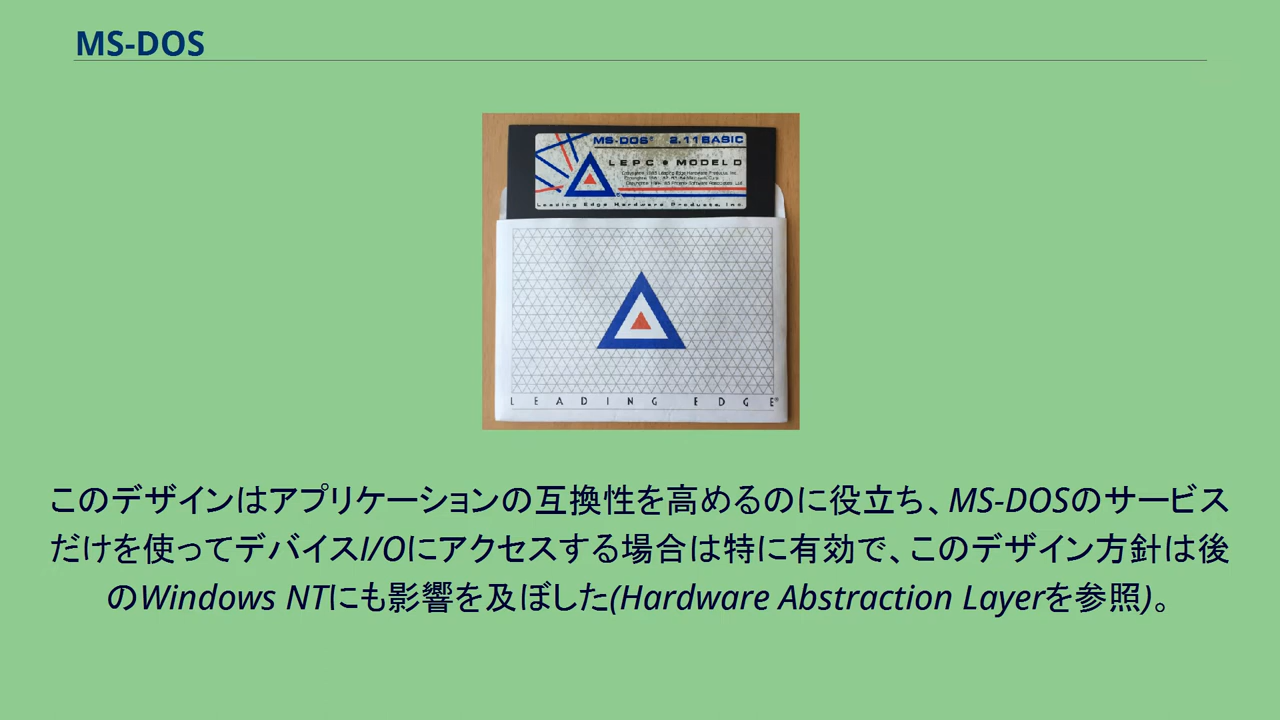 MS-DOS
MS-DOS® 2.11 BASIC
LEPC MODEL D
Leading Edge Hardware Products, Inc.
LEADING EDGE®
このデザインはアプリケーションの互換性を高めるのに役立ち、MS-DOSのサービス
だけを使ってデバイスI/Oにアクセスする場合は特に有効で、このデザイン方針は後
のWindows NTにも影響を及ぼした(Hardware Abstraction Layerを参照)。